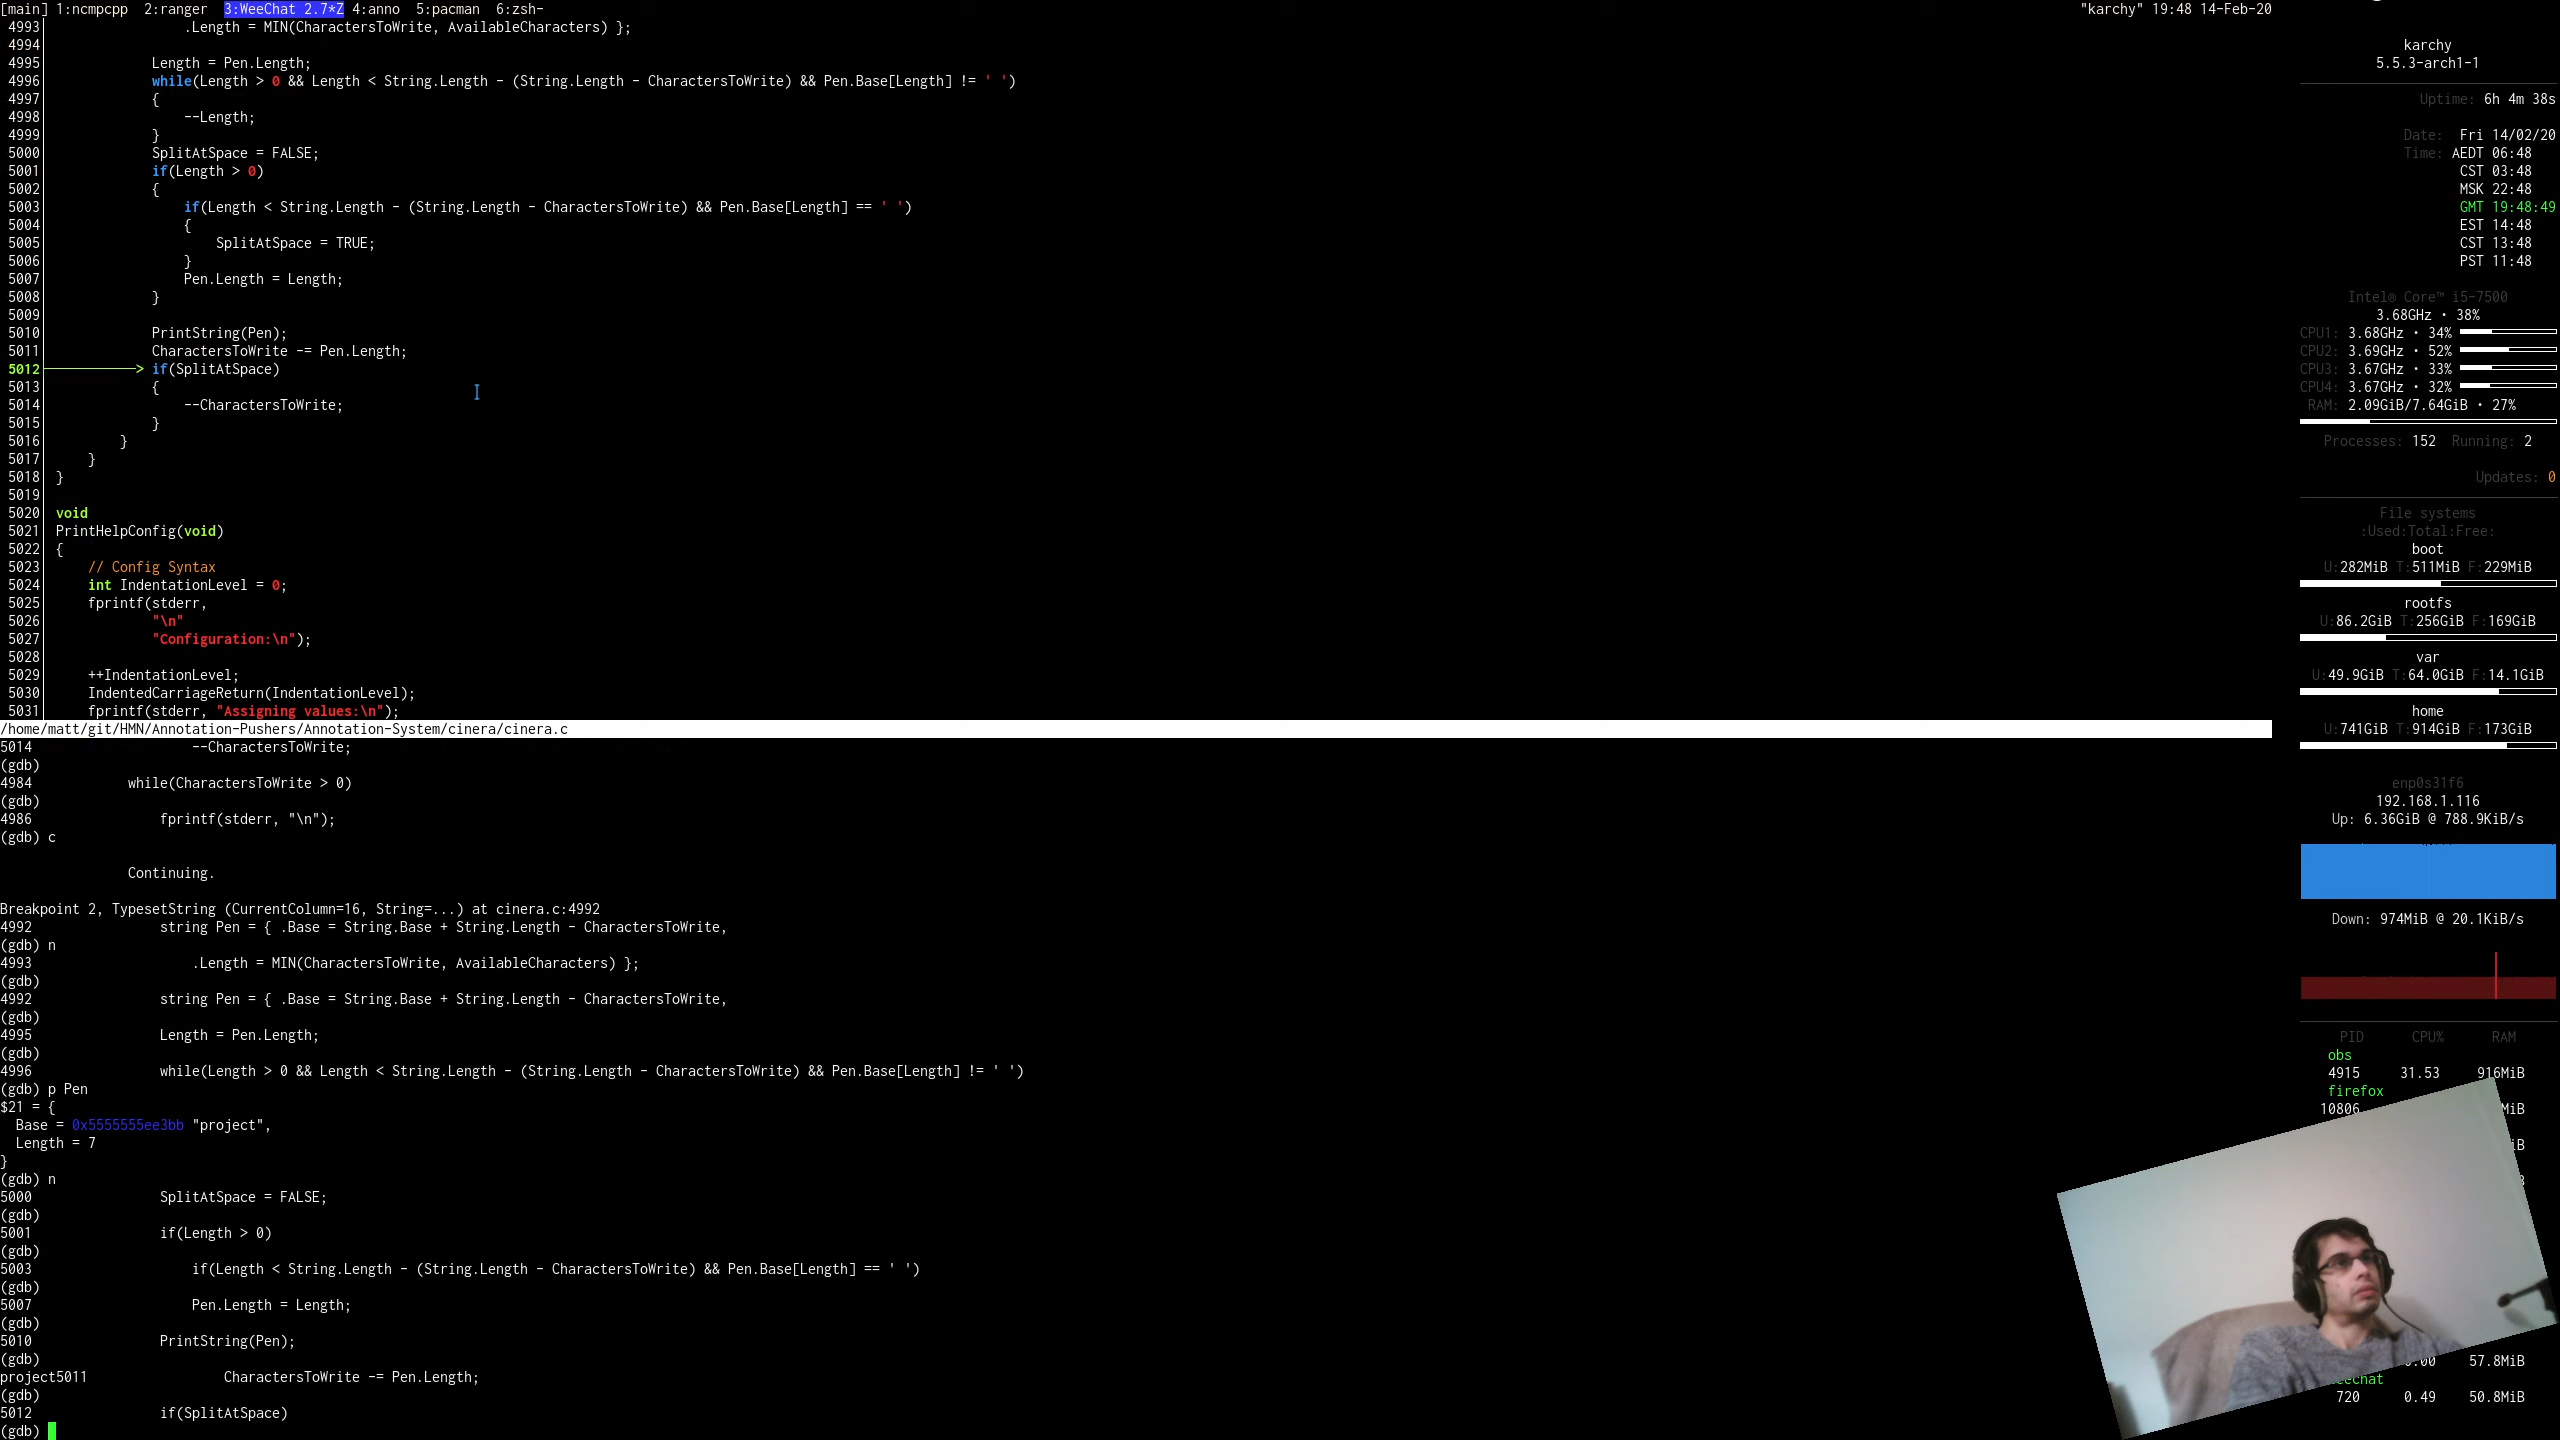 [main] 1:ncmpcpp  2:ranger  3:WeeChat 2.7*Z 4:anno  5:pacman  6:zsh-  "karchy" 19:48 14-Feb-20
4993 .Length = MIN(CharactersToWrite, AvailableCharacters) };
4994
4995 Length = Pen.Length;
4996 while(Length > 0 && Length < String.Length - (String.Length - CharactersToWrite) && Pen.Base[Length] != ' ')
4997 {
4998 --Length;
4999 }
5000 SplitAtSpace = FALSE;
5001 if(Length > 0)
5002 {
5003 if(Length < String.Length - (String.Length - CharactersToWrite) && Pen.Base[Length] == ' ')
5004 {
5005 SplitAtSpace = TRUE;
5006 }
5007 Pen.Length = Length;
5008 }
5009
5010 PrintString(Pen);
5011 CharactersToWrite -= Pen.Length;
5012 > if(SplitAtSpace)
5013 {
5014 --CharactersToWrite;
5015 }
5016 }
5017 }
5018 }
5019
5020 void
5021 PrintHelpConfig(void)
5022 {
5023 // Config Syntax
5024 int IndentationLevel = 0;
5025 fprintf(stderr,
5026 "\n"
5027 "Configuration:\n");
5028
5029 ++IndentationLevel;
5030 IndentedCarriageReturn(IndentationLevel);
5031 fprintf(stderr, "Assigning values:\n");
/home/matt/git/HMN/Annotation-Pushers/Annotation-System/cinera/cinera.c
5014 --CharactersToWrite;
(gdb)
4984 while(CharactersToWrite > 0)
(gdb)
4986 fprintf(stderr, "\n");
(gdb) c
Continuing.
Breakpoint 2, TypesetString (CurrentColumn=16, String=...) at cinera.c:4992
4992 string Pen = { .Base = String.Base + String.Length - CharactersToWrite,
(gdb) n
4993 .Length = MIN(CharactersToWrite, AvailableCharacters) };
(gdb)
4992 string Pen = { .Base = String.Base + String.Length - CharactersToWrite,
(gdb)
4995 Length = Pen.Length;
(gdb)
4996 while(Length > 0 && Length < String.Length - (String.Length - CharactersToWrite) && Pen.Base[Length] != ' ')
(gdb) p Pen
$21 = {
Base = 0x5555555ee3bb "project",
Length = 7
}
(gdb) n
5000 SplitAtSpace = FALSE;
(gdb)
5001 if(Length > 0)
(gdb)
5003 if(Length < String.Length - (String.Length - CharactersToWrite) && Pen.Base[Length] == ' ')
(gdb)
5007 Pen.Length = Length;
(gdb)
5010 PrintString(Pen);
(gdb)
project5011 CharactersToWrite -= Pen.Length;
(gdb)
5012 if(SplitAtSpace)
(gdb)
karchy
5.5.3-arch1-1
Uptime: 6h 4m 38s
Date: Fri 14/02/20
Time: AEDT 06:48
CST 03:48
MSK 22:48
GMT 19:48:49
EST 14:48
CST 13:48
PST 11:48
Intel® Core™ i5-7500
3.68GHz · 38%
CPU1: 3.68GHz · 34%
CPU2: 3.69GHz · 52%
CPU3: 3.67GHz · 33%
CPU4: 3.67GHz · 32%
RAM: 2.09GiB/7.64GiB · 27%
Processes: 152 Running: 2
Updates: 0
File systems
:Used:Total:Free:
boot
U:282MiB T:511MiB F:229MiB
rootfs
U:86.2GiB T:256GiB F:169GiB
var
U:49.9GiB T:64.0GiB F:14.1GiB
home
U:741GiB T:914GiB F:173GiB
enp0s31f6
192.168.1.116
Up: 6.36GiB @ 788.9KiB/s
Down: 974MiB @ 20.1KiB/s
PID CPU% RAM
obs
4915 31.53 916MiB
firefox
10806
57.8MiB
720 0.49 50.8MiB